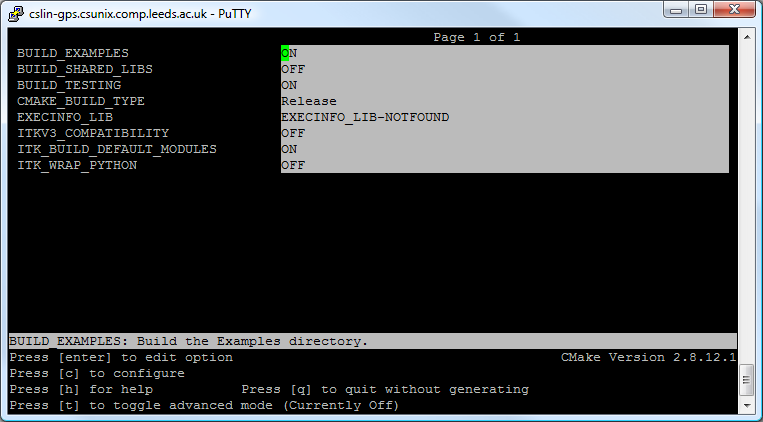 cslin-gps.csunix.comp.leeds.ac.uk - PuTTY
Page 1 of 1
BUILD_EXAMPLES ON
BUILD_SHARED_LIBS OFF
BUILD_TESTING ON
CMAKE_BUILD_TYPE Release
EXECINFO_LIB EXECINFO_LIB-NOTFOUND
ITKV3_COMPATIBILITY OFF
ITK_BUILD_DEFAULT_MODULES ON
ITK_WRAP_PYTHON OFF
BUILD_EXAMPLES: Build the Examples directory.
Press [enter] to edit option CMake Version 2.8.12.1
Press [c] to configure
Press [h] for help Press [q] to quit without generating
Press [t] to toggle advanced mode (Currently Off)